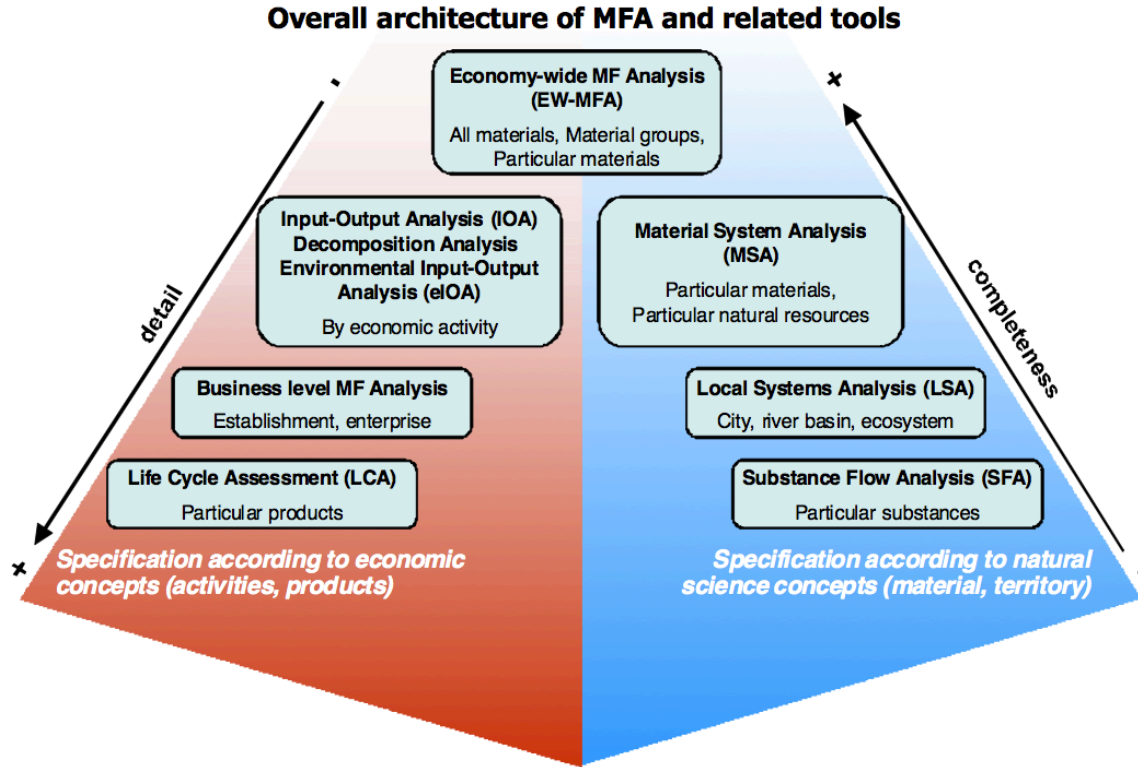 Overall architecture of MFA and related tools
-
+
Economy-wide MF Analysis
(EW-MFA)
All materials, Material groups,
Particular materials
Input-Output Analysis (IOA)
Decomposition Analysis
Environmental Input-Output
Analysis (eIOA)
By economic activity
Material System Analysis
(MSA)
Particular materials,
Particular natural resources
detail
completeness
Business level MF Analysis
Establishment, enterprise
Local Systems Analysis (LSA)
City, river basin, ecosystem
Life Cycle Assessment (LCA)
Particular products
Substance Flow Analysis (SFA)
Particular substances
+
-
Specification according to economic
concepts (activities, products)
Specification according to natural
science concepts (material, territory)